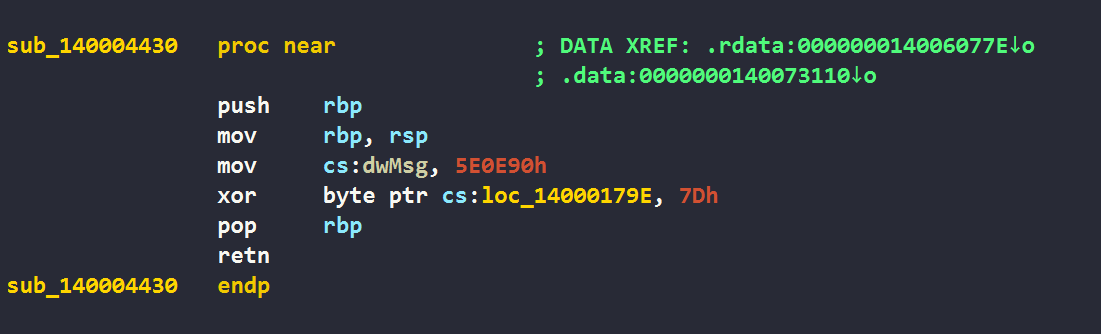 sub_140004430 proc near ; DATA XREF: .rdata:000000014006077E↓o
; .data:0000000140073110↓o
push rbp
mov rbp, rsp
mov cs:dwMsg, 5E0E90h
xor byte ptr cs:loc_14000179E, 7Dh
pop rbp
retn
sub_140004430 endp